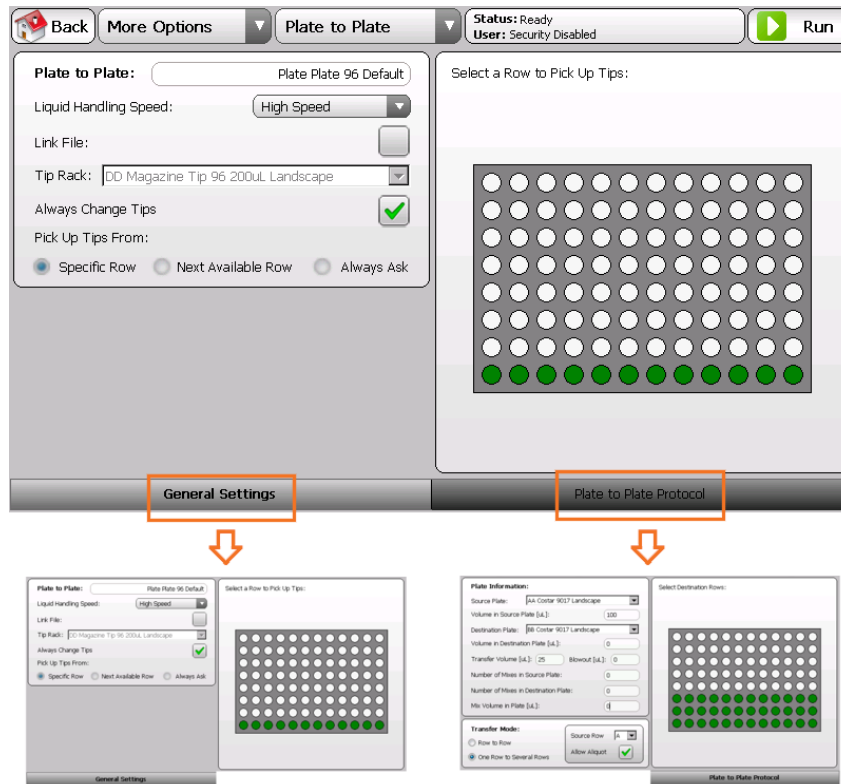 Back
More Options
Plate to Plate
Status: Ready
User: Security Disabled
Run
Plate to Plate: Plate Plate 96 Default
Liquid Handling Speed: High Speed
Link File:
Tip Rack: DD Magazine Tip 96 200uL Landscape
Always Change Tips
Pick Up Tips From:
Specific Row Next Available Row Always Ask
Select a Row to Pick Up Tips:
General Settings
Plate to Plate Protocol
Plate to Plate: Plate Plate 96 Default
Liquid Handling Speed: High Speed
Link File:
Tip Rack: DD Magazine Tip 96 200uL Landscape
Always Change Tips
Pick Up Tips From:
Specific Row Next Available Row Always Ask
Select a Row to Pick Up Tips:
General Settings
Plate Information:
Source Plate: AA Costar 9017 Landscape
Volume in Source Plate [uL]: 100
Destination Plate: BB Costar 9017 Landscape
Volume in Destination Plate [uL]: 0
Transfer Volume [uL]: 25 Blowout [uL]: 0
Number of Mixes in Source Plate: 0
Number of Mixes in Destination Plate: 0
Mix Volume in Plate [uL]: 0
Transfer Mode:
Row to Row
One Row to Several Rows
Source Row A
Allow Aliquot
Select Destination Rows:
Plate to Plate Protocol